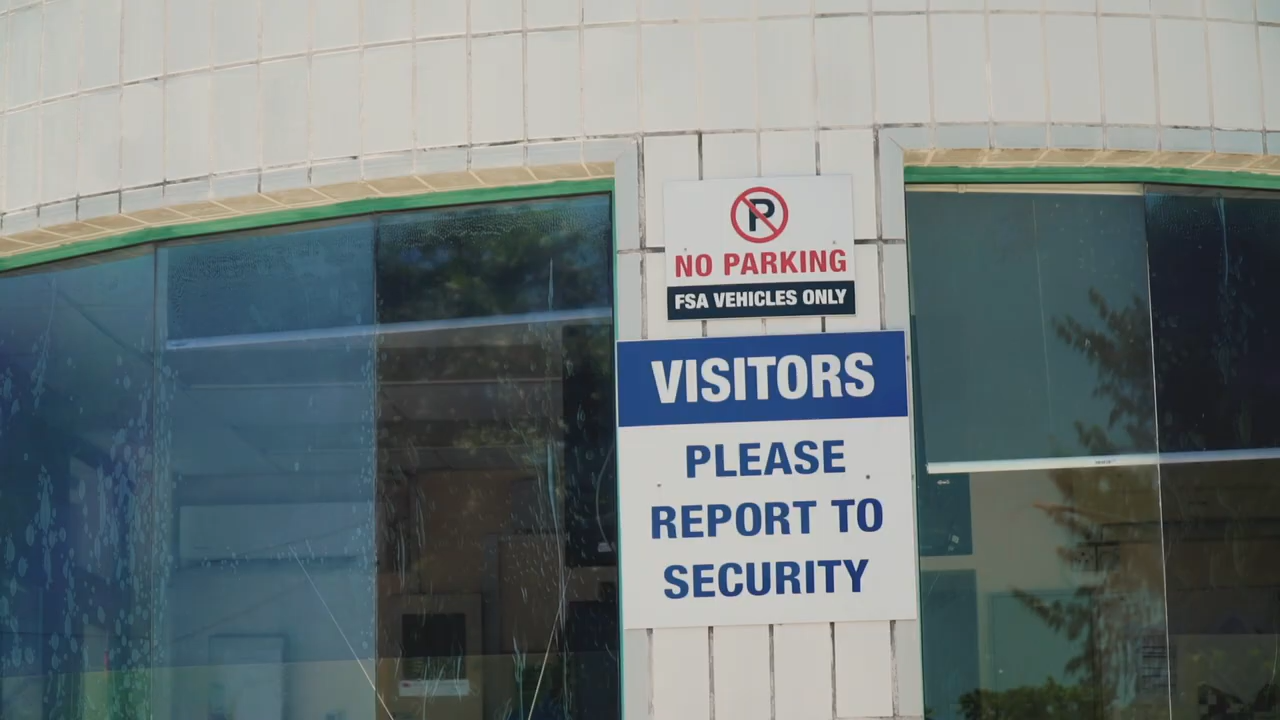 P
NO PARKING
FSA VEHICLES ONLY
VISITORS
PLEASE
REPORT TO
SECURITY